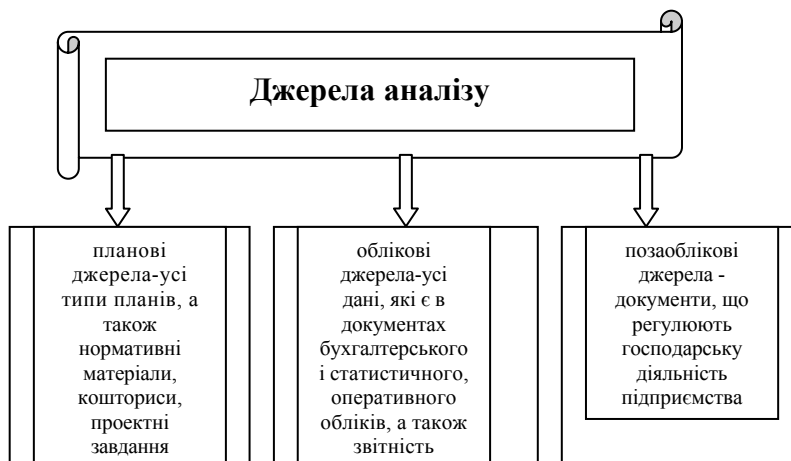 Джерела аналізу
планові
джерела-усі
типи планів, а
також
нормативні
матеріали,
кошториси,
проектні
завдання
облікові
джерела-усі
дані, які є в
документах
бухгалтерського
і статистичного,
оперативного
обліків, а також
звітність
позаоблікові
джерела -
документи, що
регулюють
господарську
діяльність
підприємства